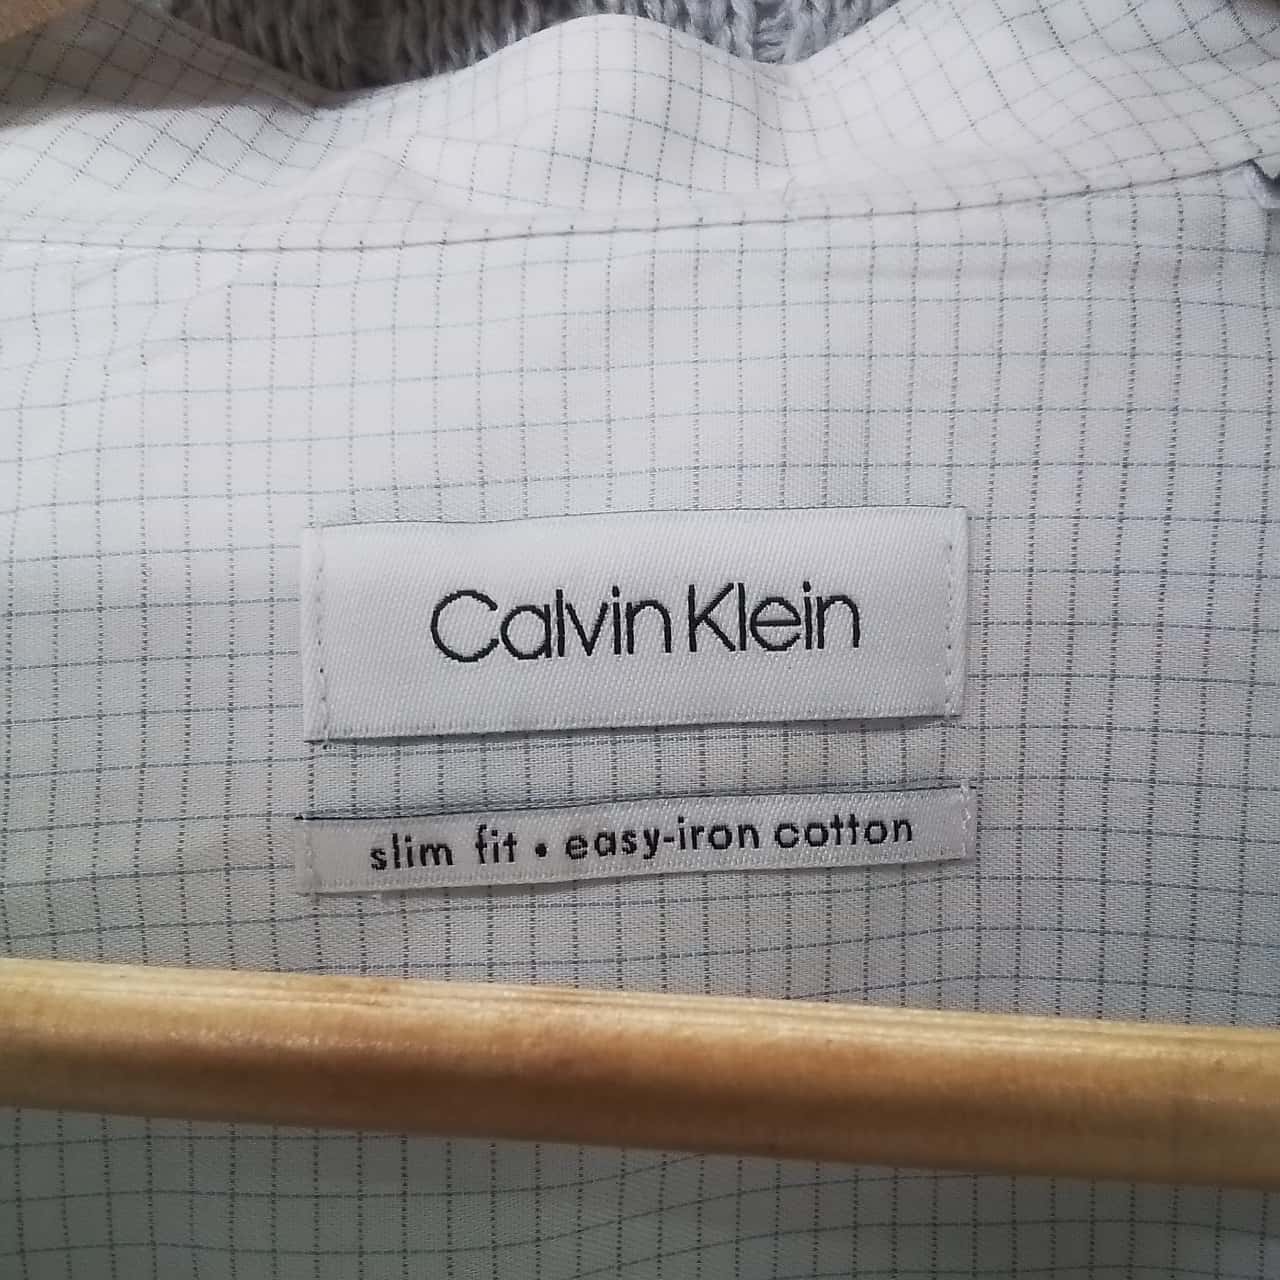 Calvin Klein
slim fit • easy-iron cotton